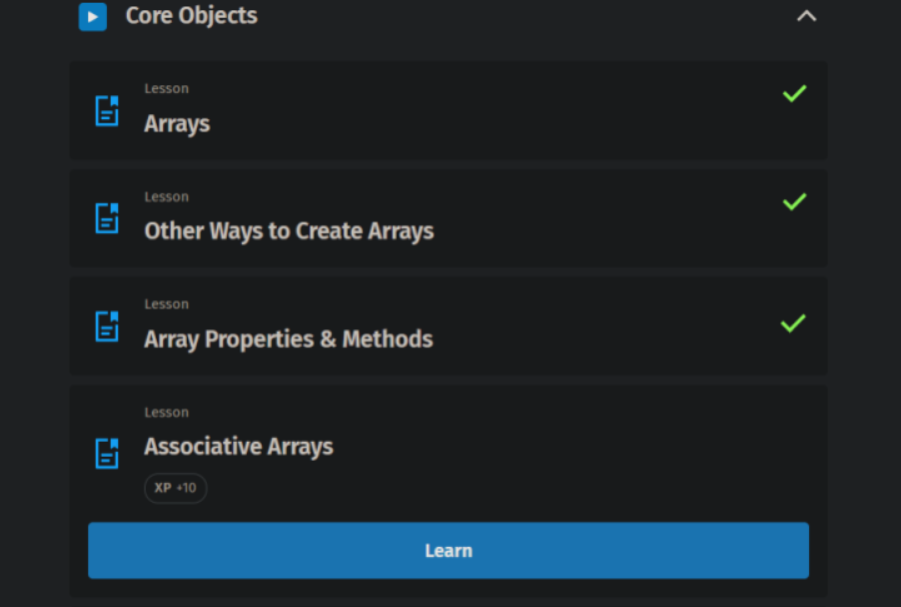 Core Objects
Lesson
Arrays
Lesson
Other Ways to Create Arrays
Lesson
Array Properties & Methods
Lesson
Associative Arrays
XP +10
Learn